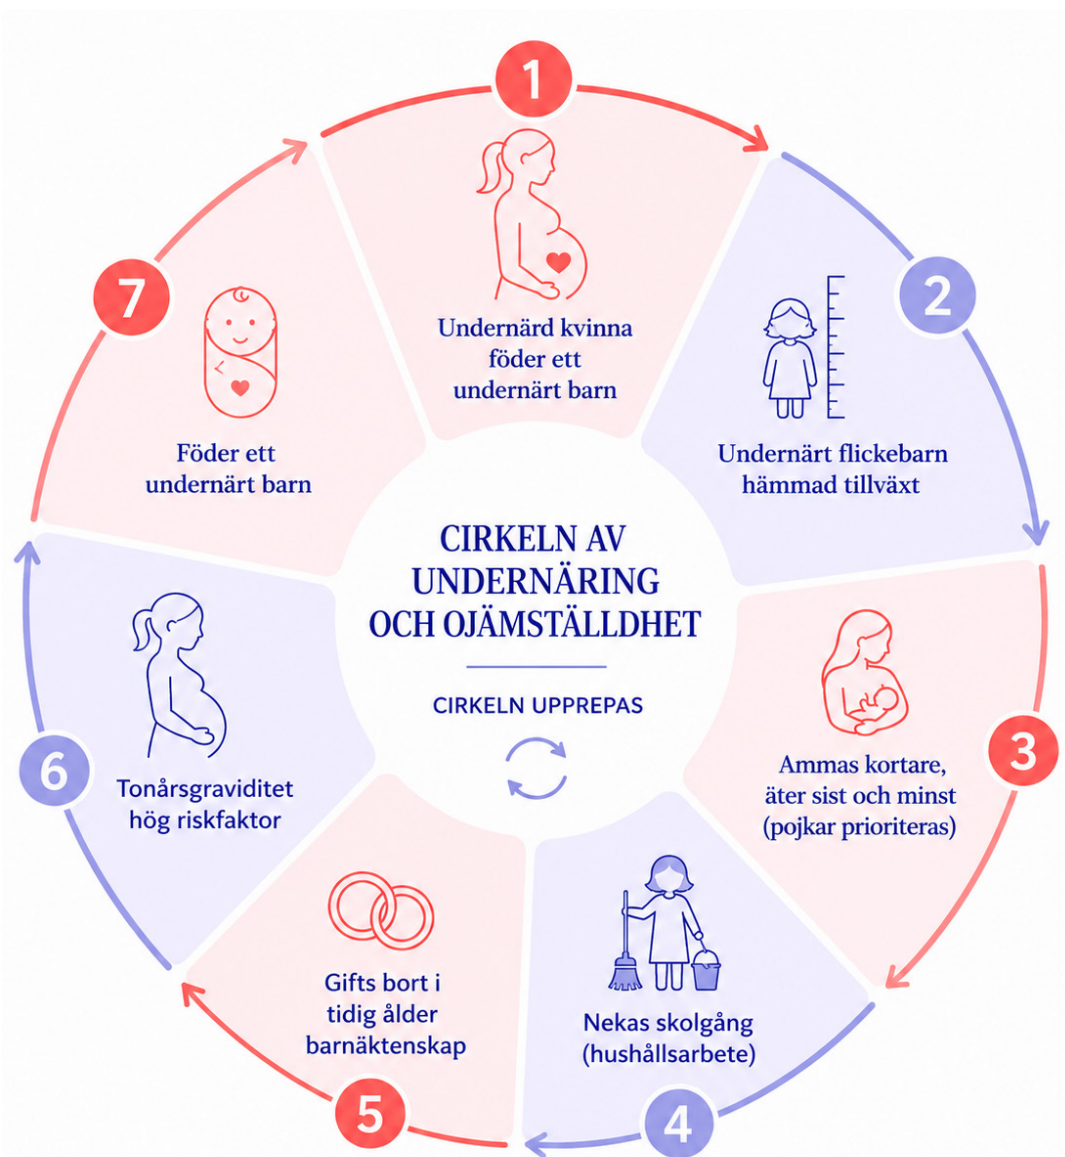 1
Undernärd kvinna
föder ett
undernärt barn
2
Undernärt flickebarn
hämmad tillväxt
3
Ammas kortare,
äter sist och minst
(pojkar prioriteras)
4
Nekas skolgång
(hushållsarbete)
5
Gifts bort i
tidig ålder
barnäktenskap
6
Tonårsgraviditet
hög riskfaktor
7
Föder ett
undernärt barn
CIRKELN AV
UNDERNÄRING
OCH OJÄMSTÄLLDHET
CIRKELN UPPREPAS